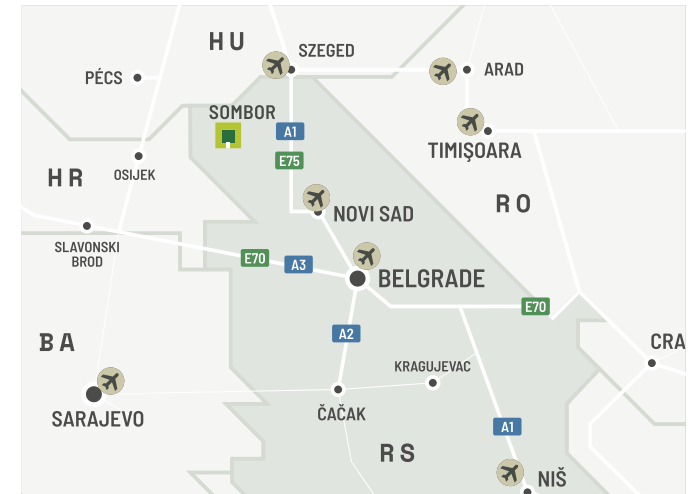 HU
SZEGED
PÉCS
ARAD
SOMBOR
A1
TIMIŞOARA
E75
OSIJEK
HR
RO
NOVI SAD
SLAVONSKI
BROD
E70
A3
BELGRADE
E70
A2
BA
CRA
KRAGUJEVAC
SARAJEVO
ČAČAK
A1
RS
NIŠ